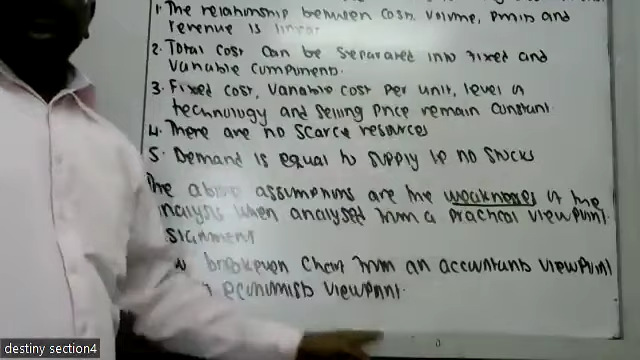 1. The relationship between cost, volume, profit and
revenue is linear
2. Total cost can be separated into fixed and
variable components.
3. Fixed cost, variable cost per unit, level of
technology and selling price remain constant.
4. There are no scarce resources
5. Demand is equal to supply ie no stocks
The above assumptions are the weaknesses of the
analysis when analysed from a practical viewpoint.
breakeven chart from an accountants viewpoint
economists viewpoint.
destiny section4